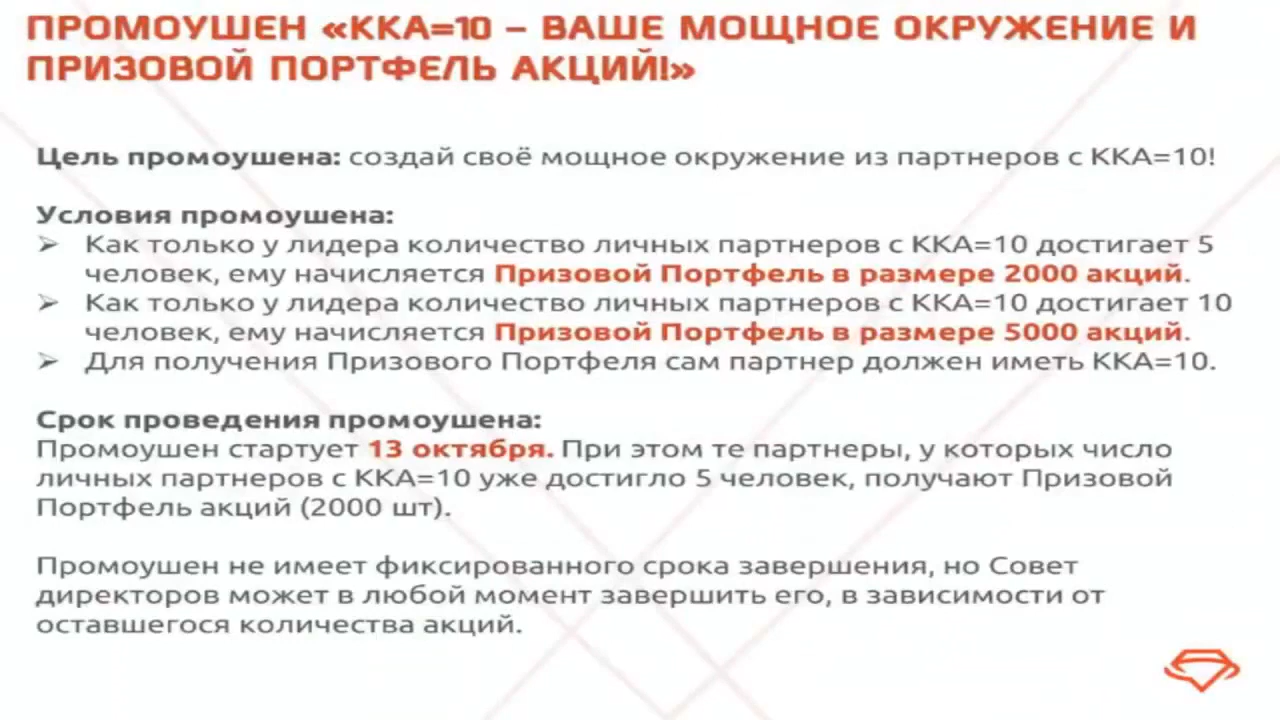 ПРОМОУШЕН «ККА=10 – ВАШЕ МОЩНОЕ ОКРУЖЕНИЕ И
ПРИЗОВОЙ ПОРТФЕЛЬ АКЦИЙ!»
Цель промоушена: создай своё мощное окружение из партнеров с ККА=10!
Условия промоушена:
➢ Как только у лидера количество личных партнеров с ККА=10 достигает 5
человек, ему начисляется Призовой Портфель в размере 2000 акций.
➢ Как только у лидера количество личных партнеров с ККА=10 достигает 10
человек, ему начисляется Призовой Портфель в размере 5000 акций.
➢ Для получения Призового Портфеля сам партнер должен иметь ККА=10.
Срок проведения промоушена:
Промоушен стартует 13 октября. При этом те партнеры, у которых число
личных партнеров с ККА=10 уже достигло 5 человек, получают Призовой
Портфель акций (2000 шт).
Промоушен не имеет фиксированного срока завершения, но Совет
директоров может в любой момент завершить его, в зависимости от
оставшегося количества акций.